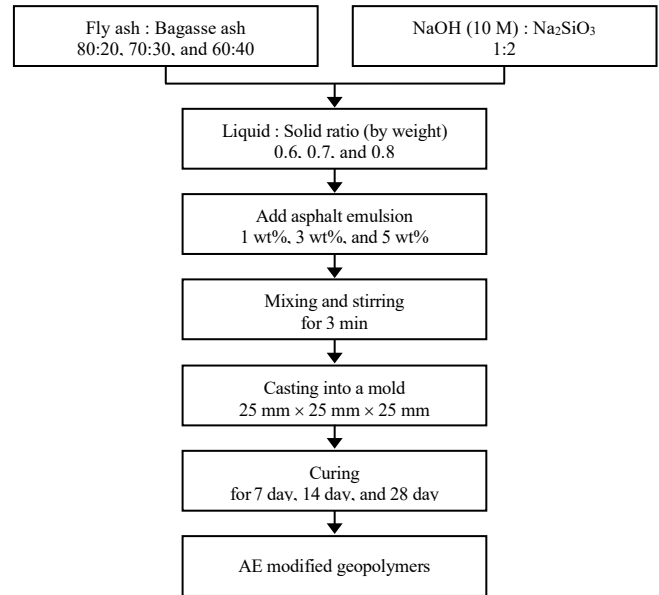 Fly ash : Bagasse ash
80:20, 70:30, and 60:40
NaOH (10 M) : Na₂SiO₃
1:2
Liquid : Solid ratio (by weight)
0.6, 0.7, and 0.8
Add asphalt emulsion
1 wt%, 3 wt%, and 5 wt%
Mixing and stirring
for 3 min
Casting into a mold
25 mm × 25 mm × 25 mm
Curing
for 7 day, 14 day, and 28 day
AE modified geopolymers